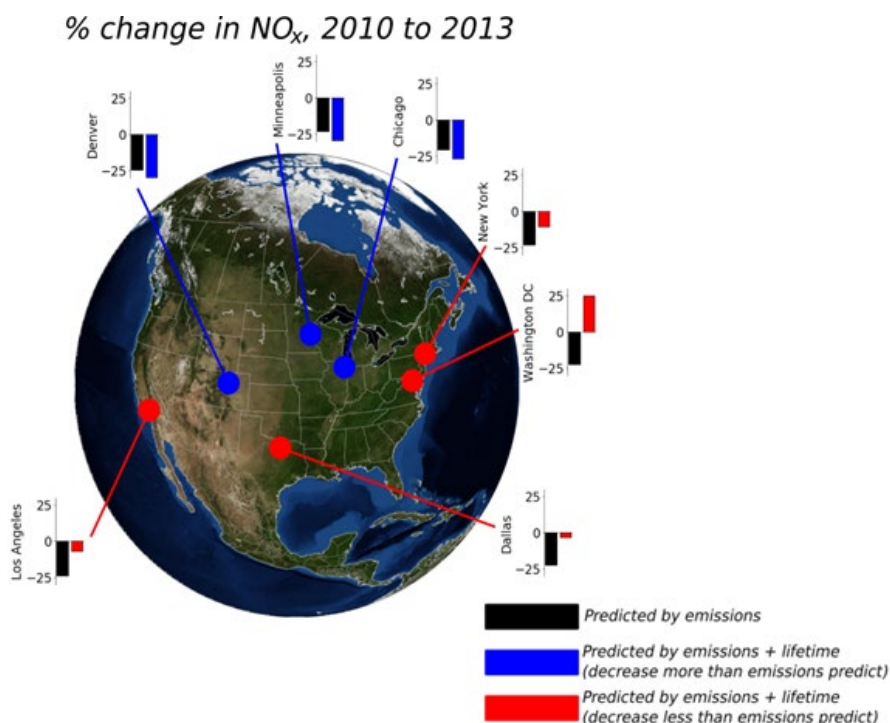 % change in NOx, 2010 to 2013
Denver
25
0
−25
Minneapolis
25
0
−25
Chicago
25
0
−25
New York
25
0
−25
Washington DC
25
0
−25
Los Angeles
25
0
−25
Dallas
25
0
−25
Predicted by emissions
Predicted by emissions + lifetime
(decrease more than emissions predict)
Predicted by emissions + lifetime
(decrease less than emissions predict)